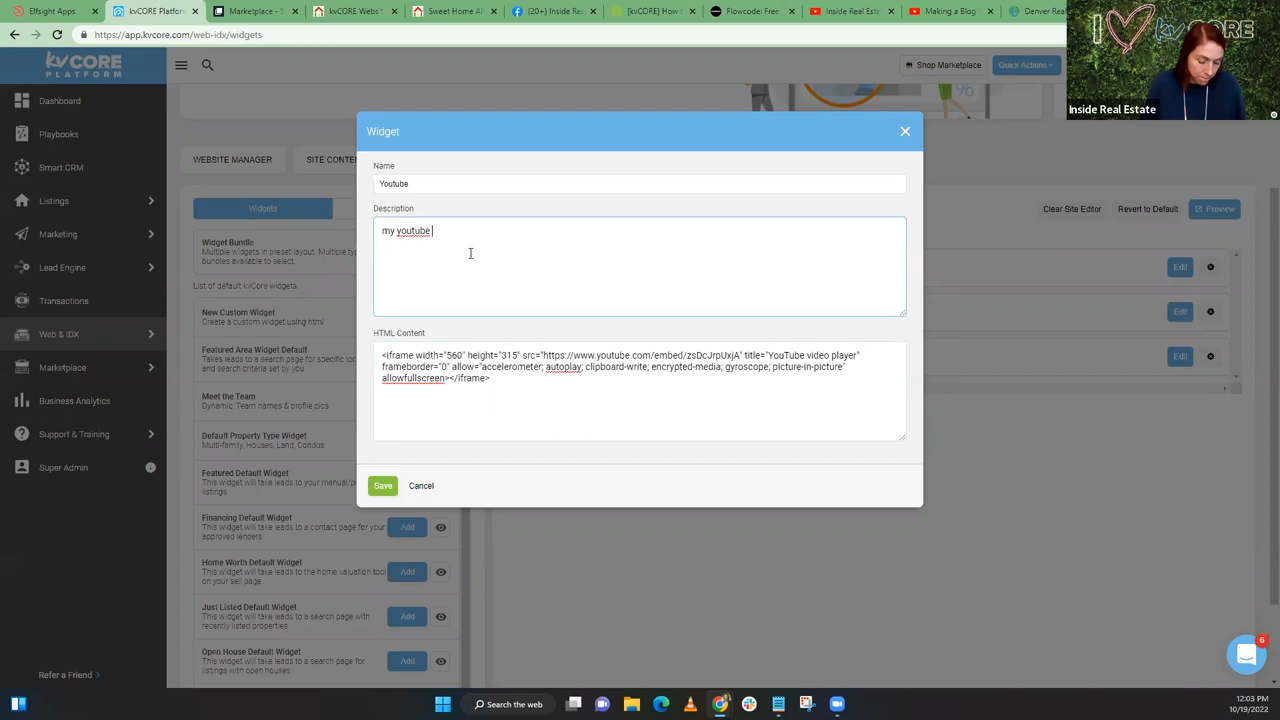 Elfsight Apps
kvCORE Platform
Marketplace - S
kvCORE Websit
Sweet Home Al
(20+) Inside Re
[kvCORE] How t
Flowcode: Free
Inside Real Esta
Making a Blog
Denver Real
https://app.kvcore.com/web-idx/widgets
I kvCORE
Inside Real Estate
kvCORE
PLATFORM
Shop Marketplace
Quick Actions
Dashboard
Playbooks
Smart CRM
Listings
Marketing
Lead Engine
Transactions
Web & IDX
Marketplace
Business Analytics
Support & Training
Super Admin
Refer a Friend
96
WEBSITE MANAGER
SITE CONTEN
Widgets
Clear Site Editor
Revert to Default
Preview
Widget Bundle
Multiple widgets in preset layout. Multiple typ
bundles available to select.
List of default kvCore widgets.
New Custom Widget
Create a custom widget using html
Featured Area Widget Default
Takes leads to a search page for specific loc
and search criteria set by you
Meet the Team
Dynamic, Team names & profile pics
Default Property Type Widget
Multi-family, Houses, Land, Condos
Featured Default Widget
This widget will take leads to your manual/po
listings
Financing Default Widget
This widget will take leads to a contact page for your
approved lenders
Add
Home Worth Default Widget
This widget will take leads to the home valuation tool
on your sell page
Add
Just Listed Default Widget
This widget will take leads to a search page with
recently listed properties
Add
Open House Default Widget
This widget will take leads to a search page for
listings with open houses
Add
Edit
Edit
Edit
Widget
Name
Youtube
Description
my youtube
HTML Content
<iframe width="560" height="315" src="https://www.youtube.com/embed/zsDcJrpUxjA" title="YouTube video player"
frameborder="0" allow="accelerometer; autoplay; clipboard-write; encrypted-media; gyroscope; picture-in-picture"
allowfullscreen></iframe>
Save
Cancel
6
Search the web
12:03 PM
10/19/2022